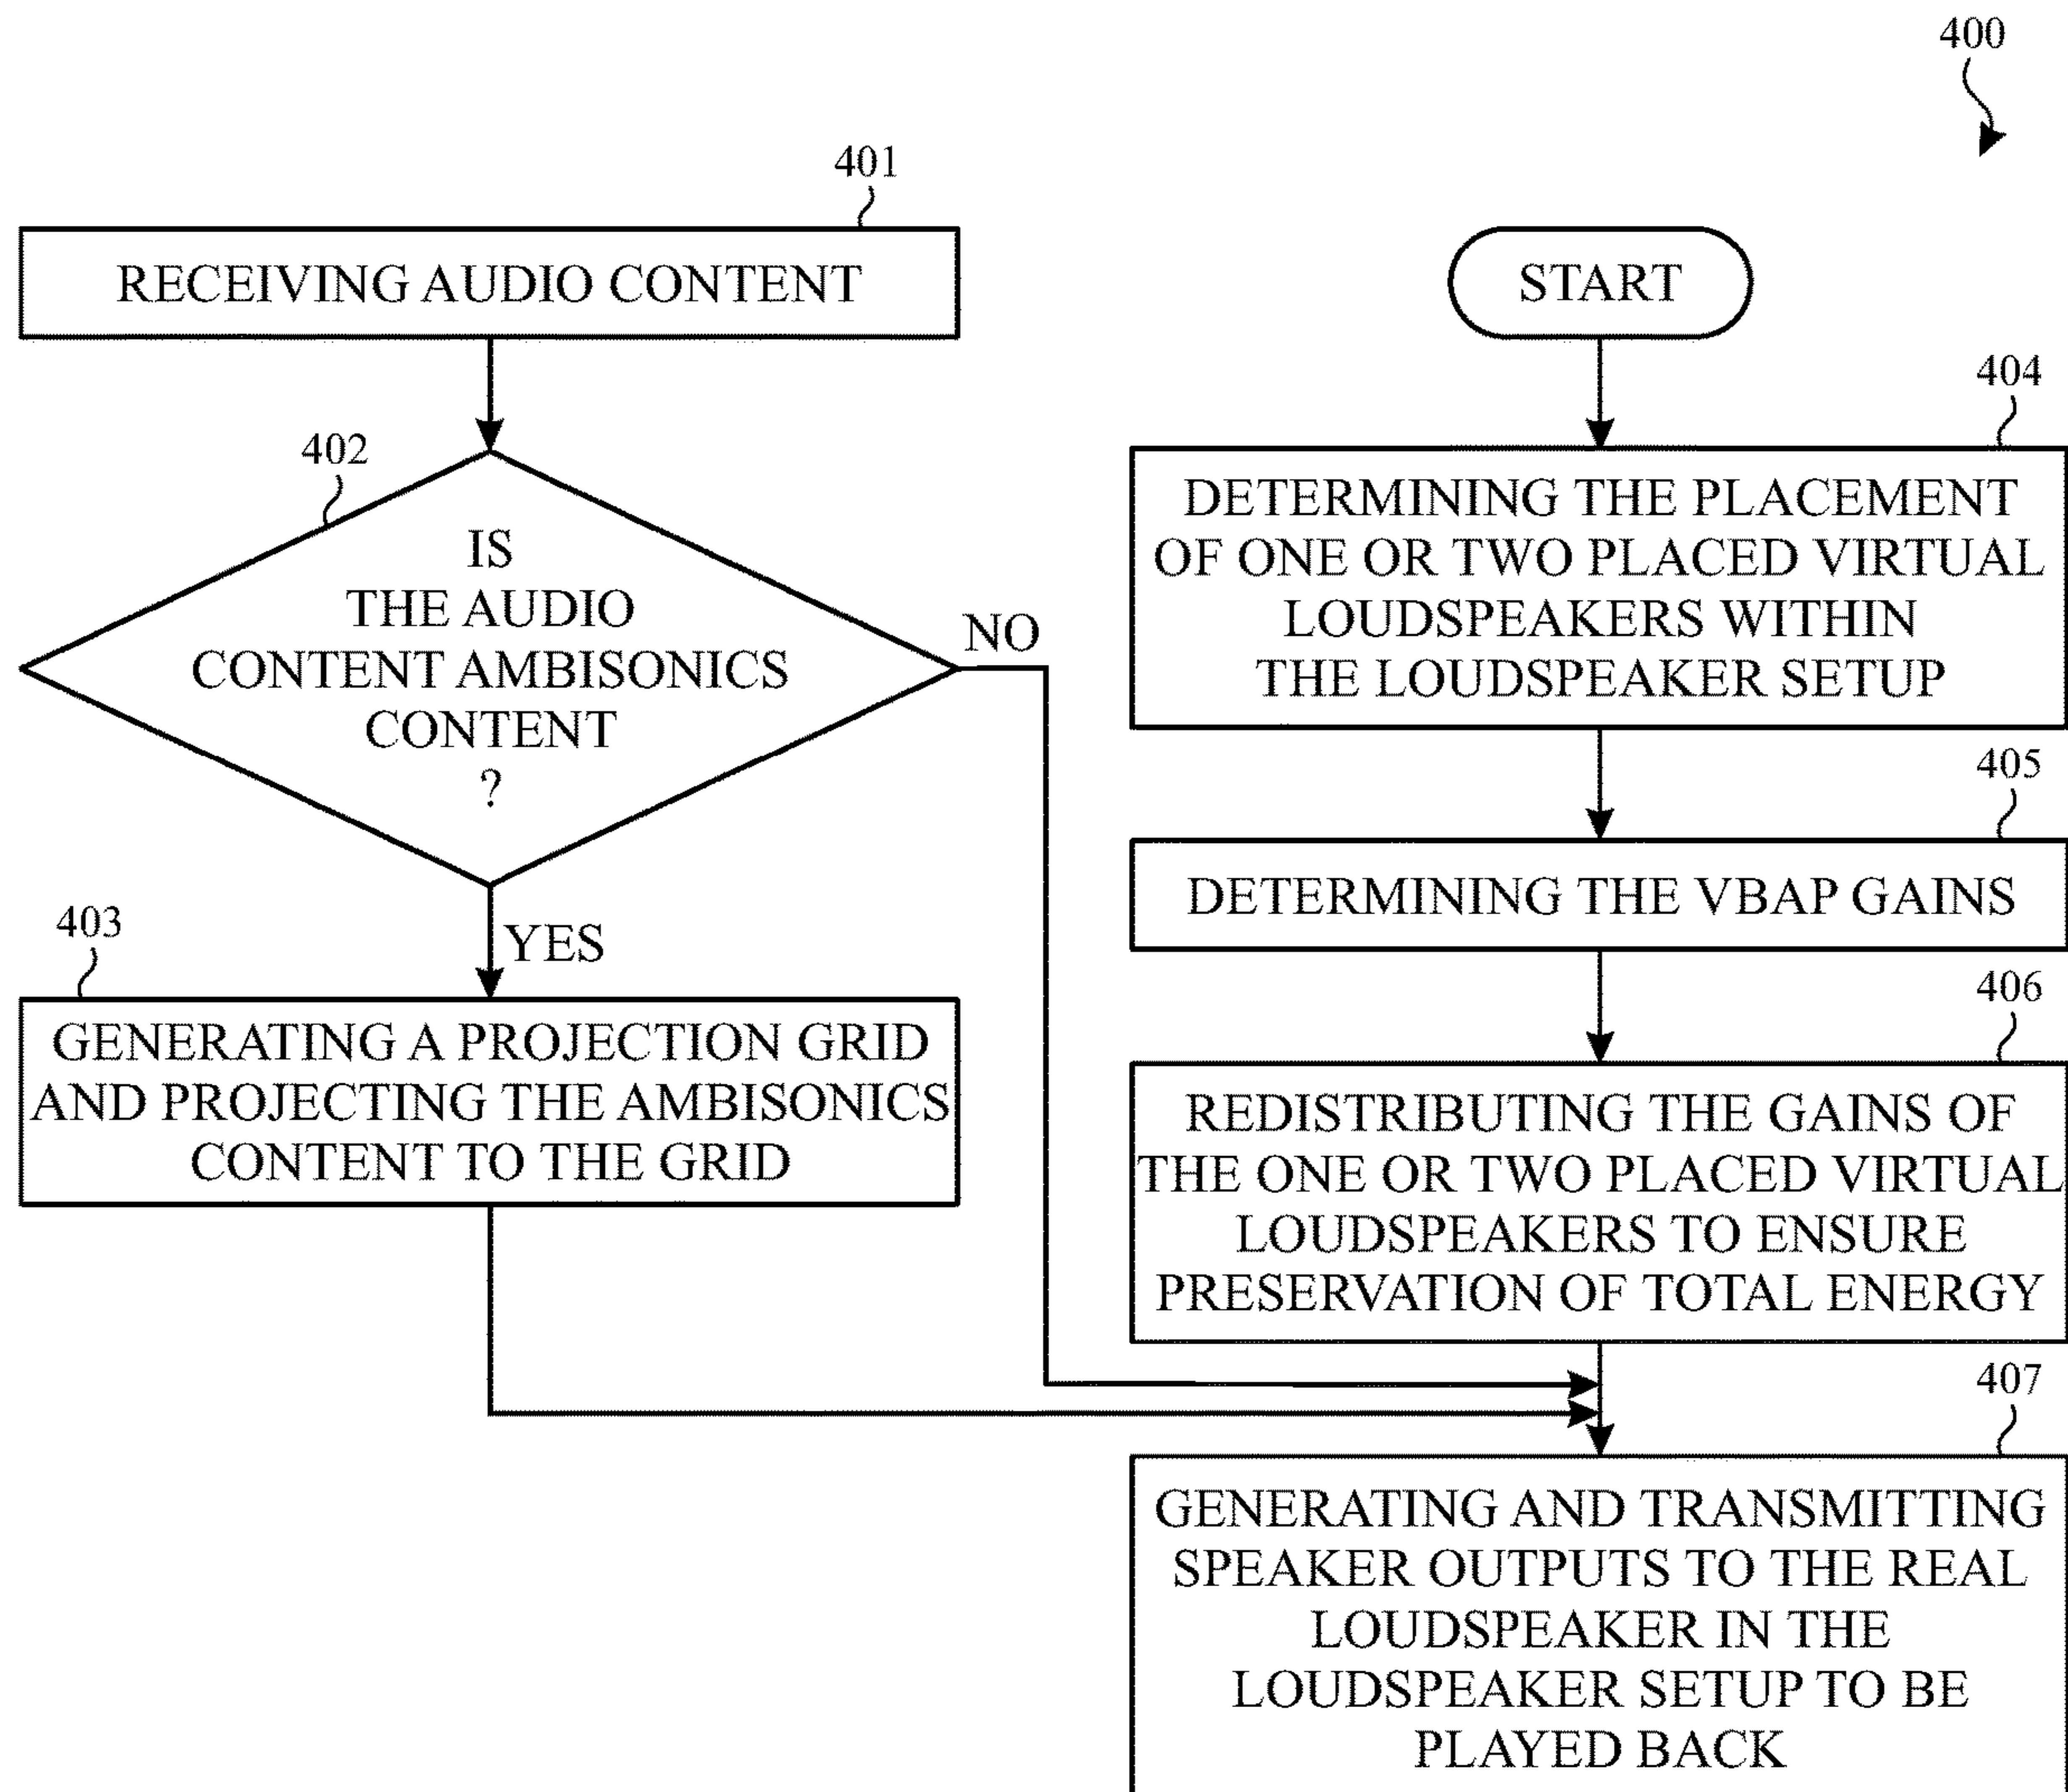 400
401
RECEIVING AUDIO CONTENT
402
IS
THE AUDIO
CONTENT AMBISONICS
CONTENT
?
NO
YES
403
GENERATING A PROJECTION GRID
AND PROJECTING THE AMBISONICS
CONTENT TO THE GRID
START
404
DETERMINING THE PLACEMENT
OF ONE OR TWO PLACED VIRTUAL
LOUDSPEAKERS WITHIN
THE LOUDSPEAKER SETUP
405
DETERMINING THE VBAP GAINS
406
REDISTRIBUTING THE GAINS OF
THE ONE OR TWO PLACED VIRTUAL
LOUDSPEAKERS TO ENSURE
PRESERVATION OF TOTAL ENERGY
407
GENERATING AND TRANSMITTING
SPEAKER OUTPUTS TO THE REAL
LOUDSPEAKER IN THE
LOUDSPEAKER SETUP TO BE
PLAYED BACK